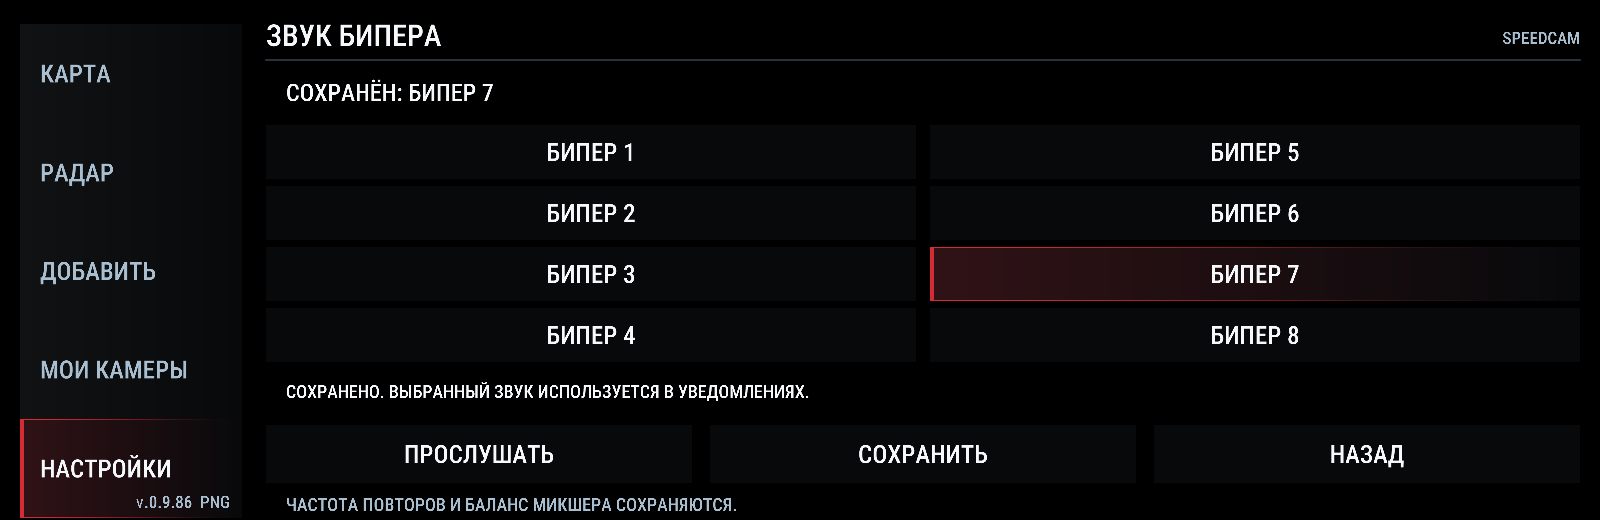 ЗВУК БИПЕРА
SPEEDCAM
КАРТА
РАДАР
ДОБАВИТЬ
МОИ КАМЕРЫ
НАСТРОЙКИ
v.0.9.86 PNG
СОХРАНЁН: БИПЕР 7
БИПЕР 1
БИПЕР 5
БИПЕР 2
БИПЕР 6
БИПЕР 3
БИПЕР 7
БИПЕР 4
БИПЕР 8
СОХРАНЕНО. ВЫБРАННЫЙ ЗВУК ИСПОЛЬЗУЕТСЯ В УВЕДОМЛЕНИЯХ.
ПРОСЛУШАТЬ
СОХРАНИТЬ
НАЗАД
ЧАСТОТА ПОВТОРОВ И БАЛАНС МИКШЕРА СОХРАНЯЮТСЯ.